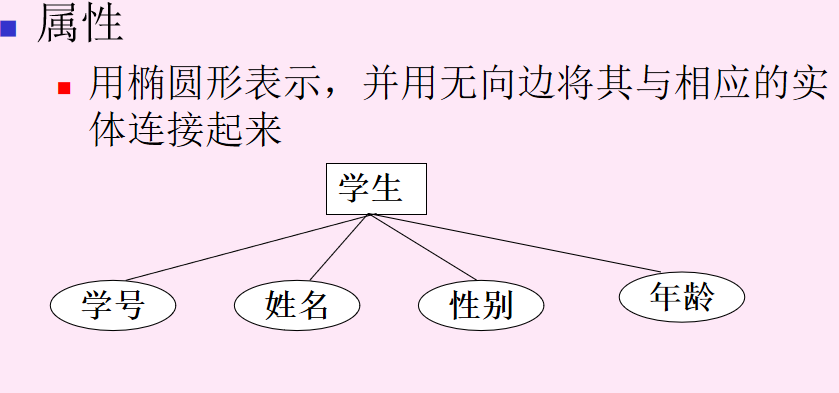 属性
用椭圆形表示，并用无向边将其与相应的实
体连接起来
学生
学号 姓名 性别 年龄